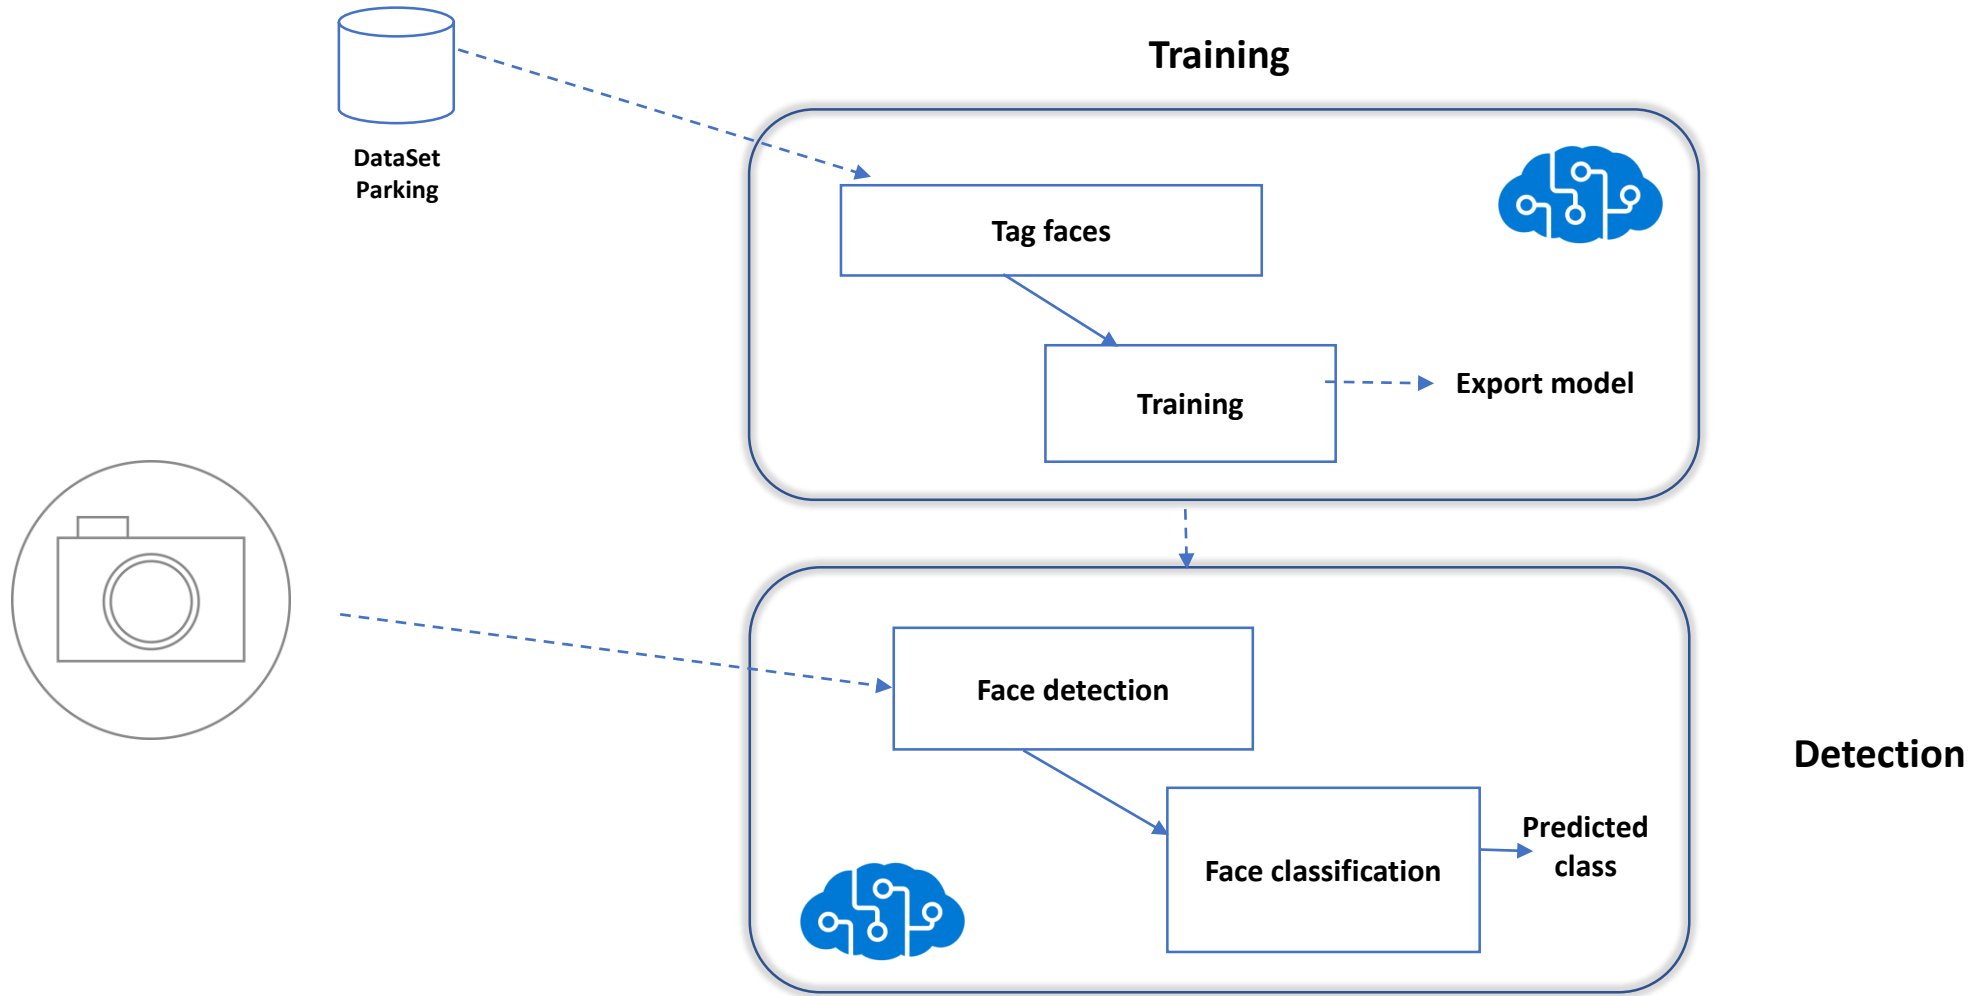 Training
DataSet
Parking
Tag faces
Training
Export model
Face detection
Detection
Face classification
Predicted
class